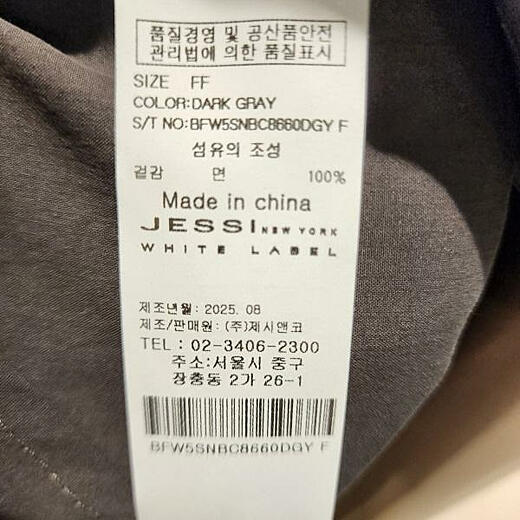 품질경영 및 공산품안전
관리법에 의한 품질표시
SIZE FF
COLOR:DARK GRAY
S/T NO:BFW5SNBC8660DGY F
섬유의 조성
겉감 면 100%
Made in china
JESSI NEW YORK
WHITE LABEL
제조년월: 2025. 08
제조/판매원: (주)제시앤코
TEL : 02-3406-2300
주소:서울시 중구
장충동 2가 26-1
BFW5SNBC8660DGY F